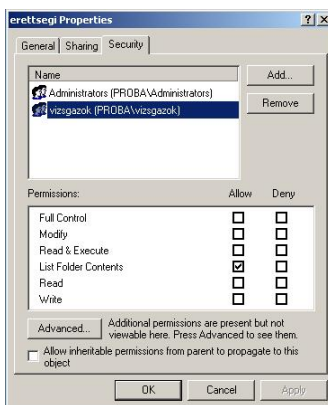 erettsegi Properties
General Sharing Security
Name
Administrators (PROBA\Administrators)
vizsgazok (PROBA\vizsgazok)
Add...
Remove
Permissions: Allow Deny
Full Control
Modify
Read & Execute
List Folder Contents
Read
Write
Advanced... Additional permissions are present but not
viewable here. Press Advanced to see them.
Allow inheritable permissions from parent to propagate to this
object
OK Cancel Apply